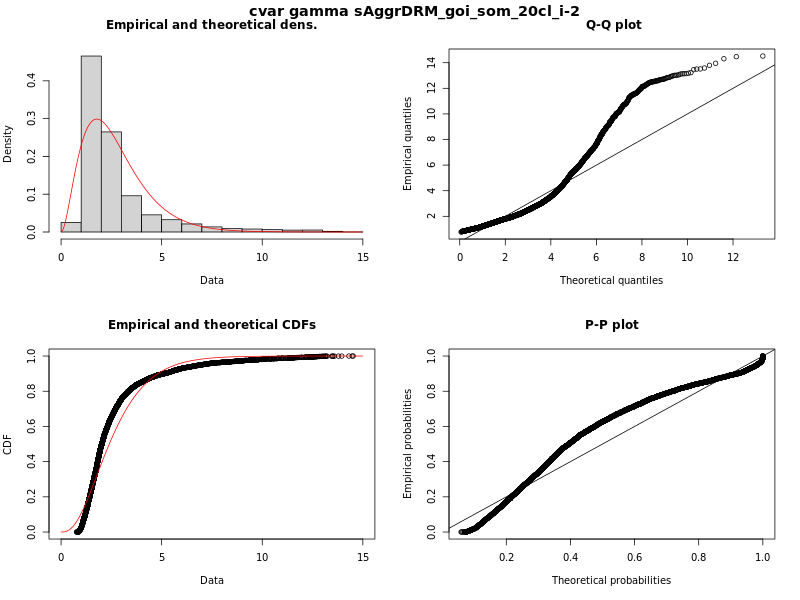 cvar gamma sAggrDRM_goi_som_20cl_i-2
Empirical and theoretical dens.
Density
0.0 0.1 0.2 0.3 0.4
0 5 10 15
Data
Q-Q plot
Empirical quantiles
2 4 6 8 10 12 14
0 2 4 6 8 10 12
Theoretical quantiles
Empirical and theoretical CDFs
CDF
0.0 0.2 0.4 0.6 0.8 1.0
0 5 10 15
Data
P-P plot
Empirical probabilities
0.0 0.2 0.4 0.6 0.8 1.0
0.2 0.4 0.6 0.8 1.0
Theoretical probabilities